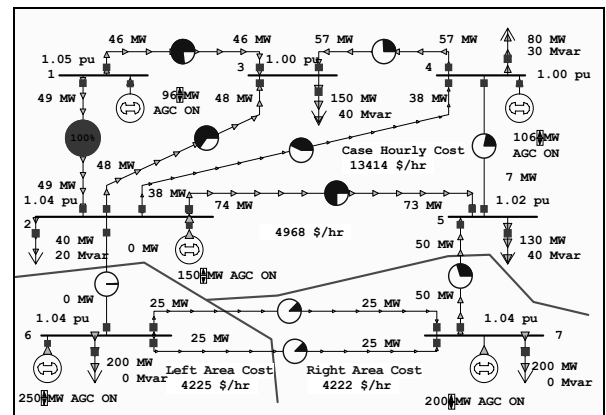 46 MW 46 MW 57 MW 57 MW 80 MW
30 Mvar
1.05 pu 1.00 pu
1 3 4 1.00 pu
49 MW 96 MW 48 MW 150 MW 38 MW
AGC ON 40 Mvar 106 MW
100% AGC ON
Case Hourly Cost
13414 $/hr
48 MW
7 MW
49 MW 38 MW
1.04 pu 74 MW 73 MW 1.02 pu
2 5
4968 $/hr
40 MW 0 MW 50 MW 130 MW
20 Mvar 40 Mvar
150 MW AGC ON
0 MW 25 MW 25 MW 50 MW
1.04 pu 1.04 pu
6 7
25 MW 25 MW
200 MW Left Area Cost Right Area Cost 200 MW
0 Mvar 4225 $/hr 4222 $/hr 0 Mvar
250 MW AGC ON 200 MW AGC ON